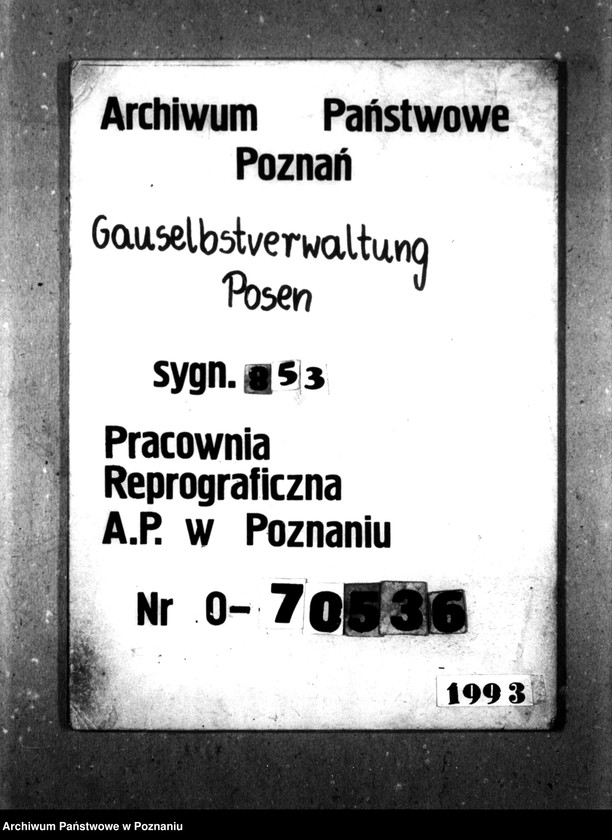 Archiwum Państwowe
Poznań
Gauselbstverwaltung
Posen
sygn. 853
Pracownia
Reprograficzna
A.P. w Poznaniu
Nr 0-70536
1993
Archiwum Państwowe w Poznaniu